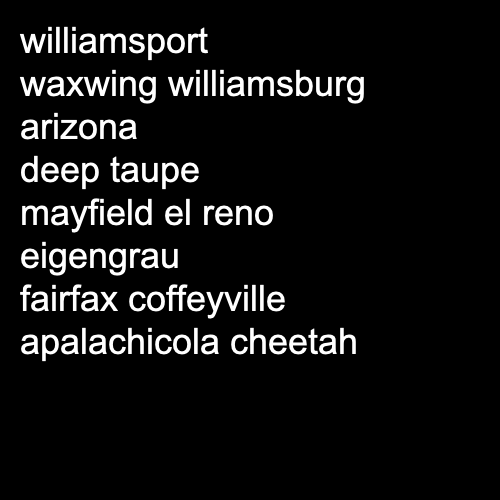 williamsport
waxwing williamsburg
arizona
deep taupe
mayfield el reno
eigengrau
fairfax coffeyville
apalachicola cheetah